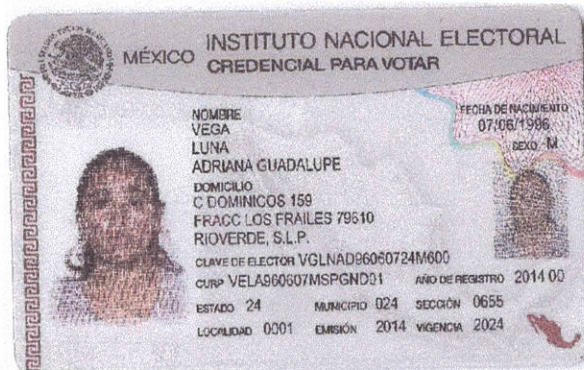 MÉXICO INSTITUTO NACIONAL ELECTORAL
CREDENCIAL PARA VOTAR
NOMBRE
VEGA
LUNA
ADRIANA GUADALUPE
FECHA DE NACIMIENTO
07/06/1996
SEXO M
DOMICILIO
C DOMINICOS 159
FRACC LOS FRAILES 79610
RIOVERDE, S.L.P.
CLAVE DE ELECTOR VGLNAD96060724M600
CURP VELA960607MSPGND01 AÑO DE REGISTRO 2014 00
ESTADO 24 MUNICIPIO 024 SECCIÓN 0655
LOCALIDAD 0001 EMISIÓN 2014 VIGENCIA 2024